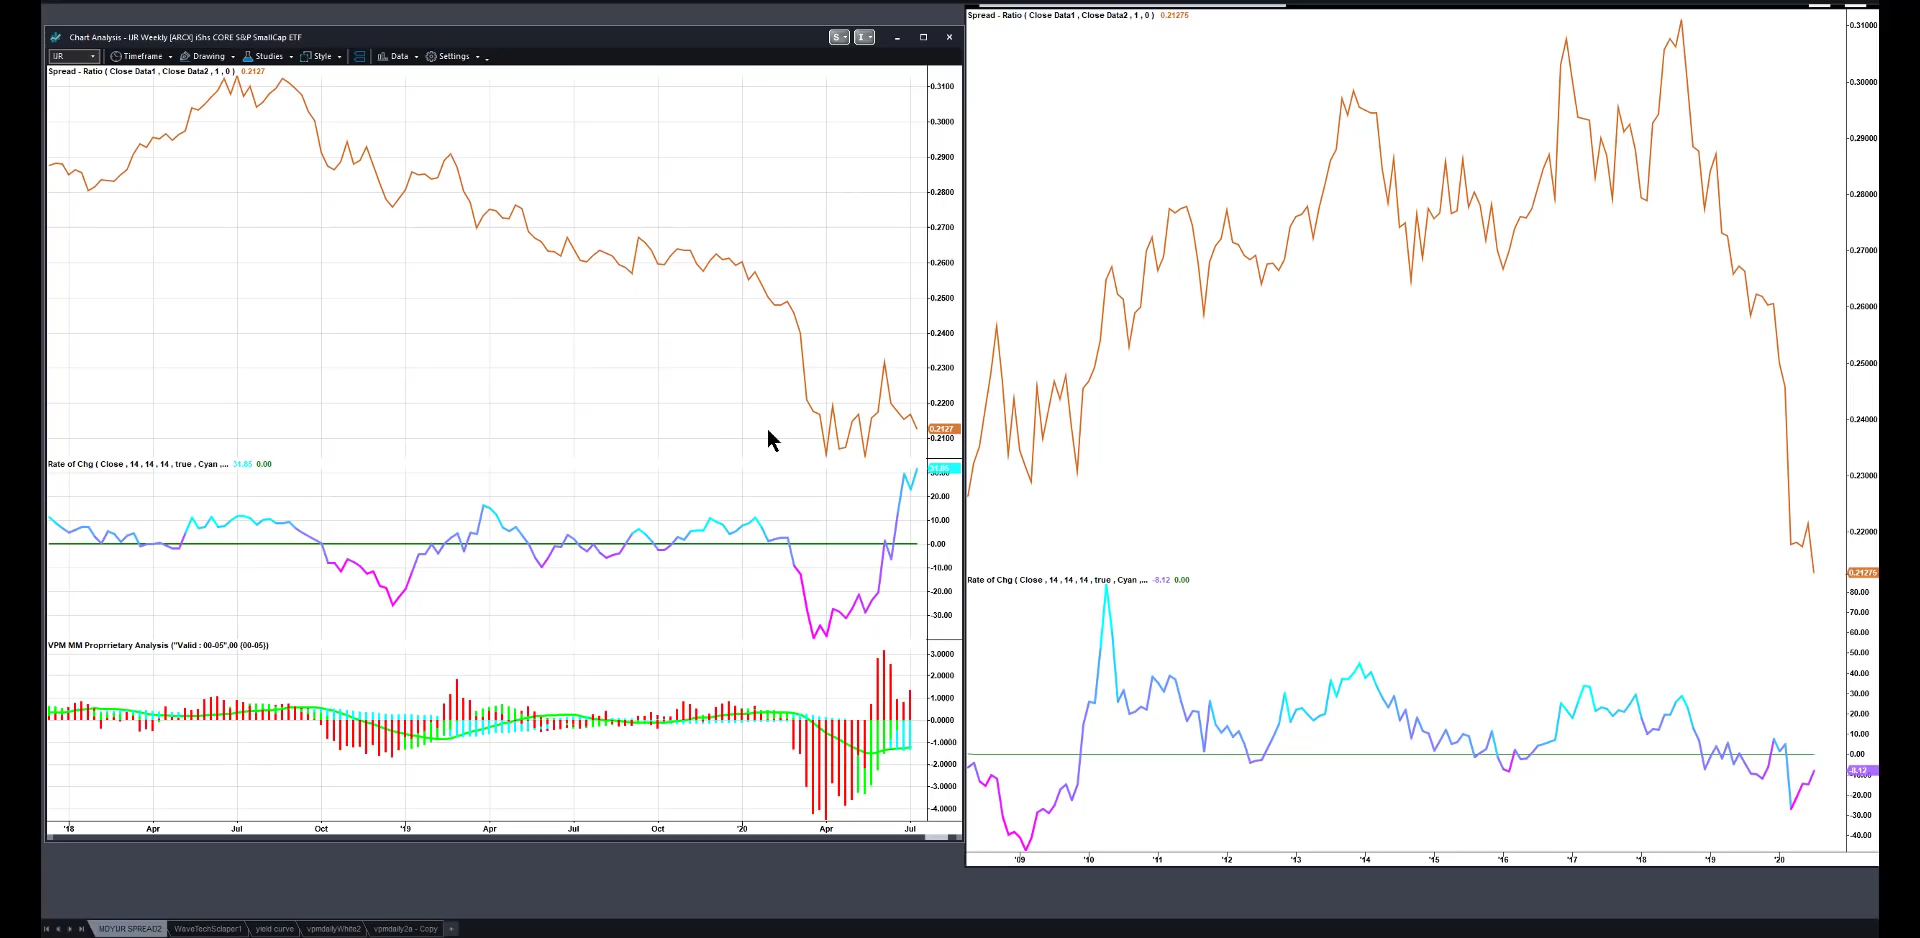 Chart Analysis - IJR Weekly [ARCX] iShs CORE S&P SmallCap ETF
S
I
IJR
Timeframe
Drawing
Studies
Style
Data
Settings
Spread - Ratio ( Close Data1 , Close Data2 , 1 , 0 ) 0.2127
0.3100
0.3000
0.2900
0.2800
0.2700
0.2600
0.2500
0.2400
0.2300
0.2200
0.2127
0.2100
Rate of Chg ( Close , 14 , 14 , 14 , true , Cyan ,... 31.85 0.00
31.85
20.00
10.00
0.00
-10.00
-20.00
-30.00
VPM MM Proprrietary Analysis ("Valid : 00-05",00 {00-05})
3.0000
2.0000
1.0000
0.0000
-1.0000
-2.0000
-3.0000
-4.0000
'18 Apr Jul Oct '19 Apr Jul Oct '20 Apr Jul
Spread - Ratio ( Close Data1 , Close Data2 , 1 , 0 ) 0.21275
0.31000
0.30000
0.29000
0.28000
0.27000
0.26000
0.25000
0.24000
0.23000
0.22000
0.21275
Rate of Chg ( Close , 14 , 14 , 14 , true , Cyan ,... -8.12 0.00
80.00
70.00
60.00
50.00
40.00
30.00
20.00
10.00
0.00
-8.12
-20.00
-30.00
-40.00
'09 '10 '11 '12 '13 '14 '15 '16 '17 '18 '19 '20
WaveTechSclaper1
yield curve
vpmdailyWhite2
vpmdaily2a - Copy
+